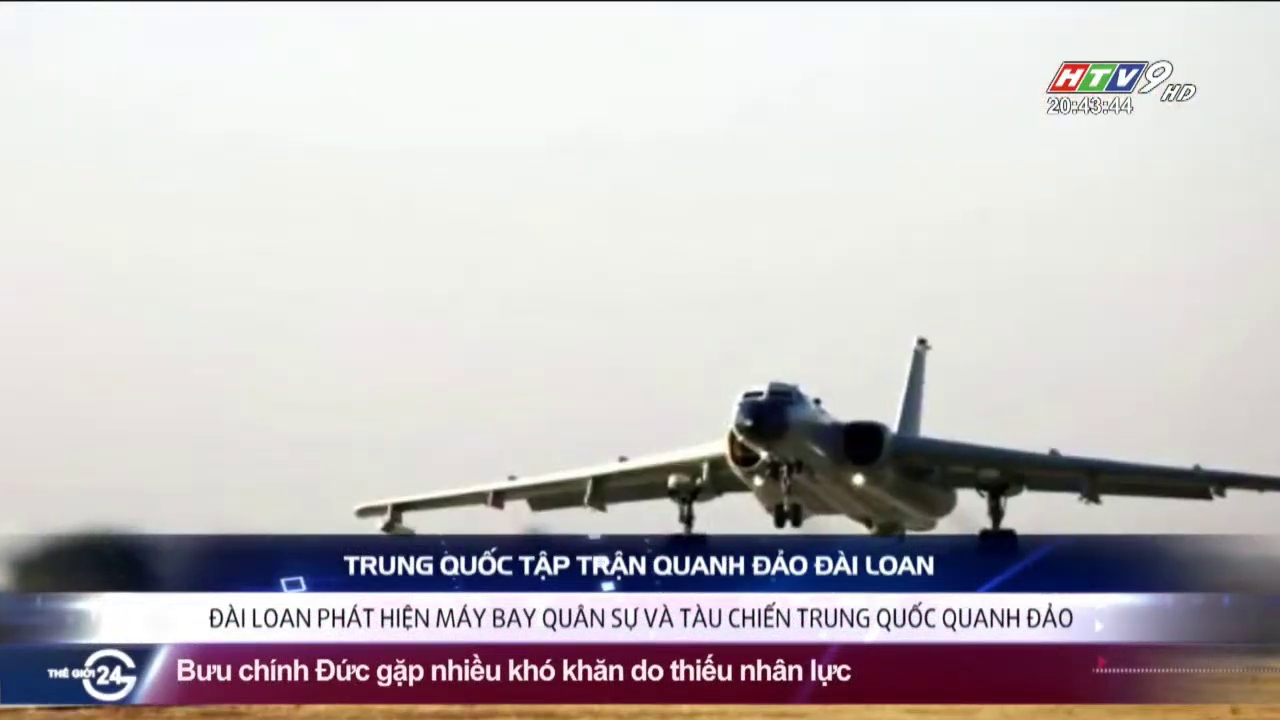 HTV9 HD
20:43:44
TRUNG QUỐC TẬP TRẬN QUANH ĐẢO ĐÀI LOAN
ĐÀI LOAN PHÁT HIỆN MÁY BAY QUÂN SỰ VÀ TÀU CHIẾN TRUNG QUỐC QUANH ĐẢO
THẾ GIỚI 24G
Bưu chính Đức gặp nhiều khó khăn do thiếu nhân lực